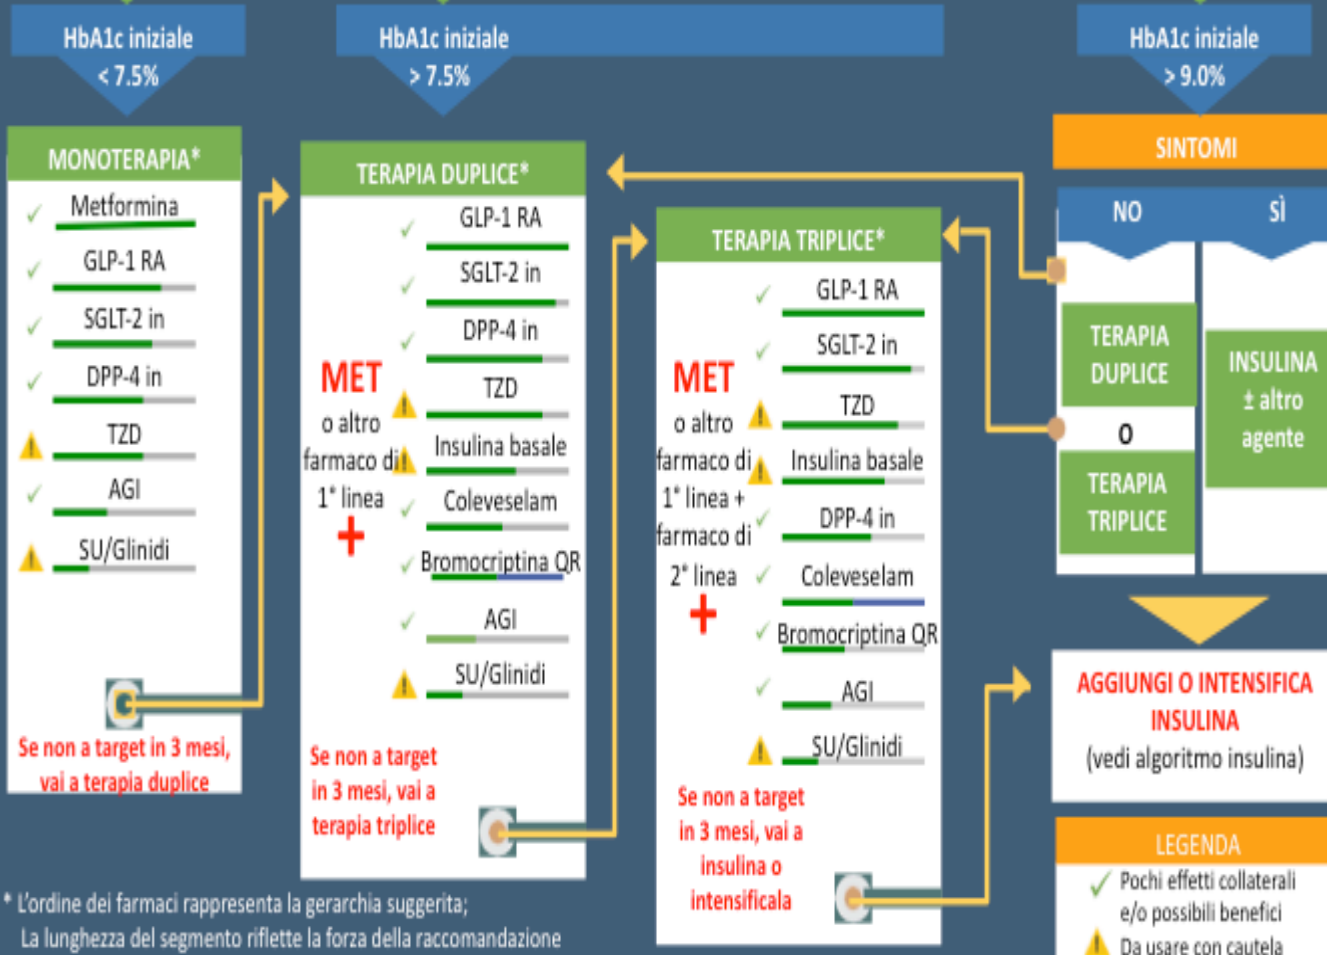 HbA1c iniziale
< 7.5%
HbA1c iniziale
> 7.5%
HbA1c iniziale
> 9.0%
MONOTERAPIA*
Metformina
GLP-1 RA
SGLT-2 in
DPP-4 in
TZD
AGI
SU/Glinidi
Se non a target in 3 mesi,
vai a terapia duplice
TERAPIA DUPLICE*
MET
o altro
farmaco di
1° linea
+
GLP-1 RA
SGLT-2 in
DPP-4 in
TZD
Insulina basale
Coleveselam
Bromocriptina QR
AGI
SU/Glinidi
Se non a target
in 3 mesi, vai a
terapia triplice
TERAPIA TRIPLICE*
MET
o altro
farmaco di
1° linea +
farmaco di
2° linea
+
GLP-1 RA
SGLT-2 in
TZD
Insulina basale
DPP-4 in
Coleveselam
Bromocriptina QR
AGI
SU/Glinidi
Se non a target
in 3 mesi, vai a
insulina o
intensificala
SINTOMI
NO
SÌ
TERAPIA
DUPLICE
O
TERAPIA
TRIPLICE
INSULINA
± altro
agente
AGGIUNGI O INTENSIFICA
INSULINA
(vedi algoritmo insulina)
LEGENDA
Pochi effetti collaterali
e/o possibili benefici
Da usare con cautela
* L'ordine dei farmaci rappresenta la gerarchia suggerita;
La lunghezza del segmento riflette la forza della raccomandazione